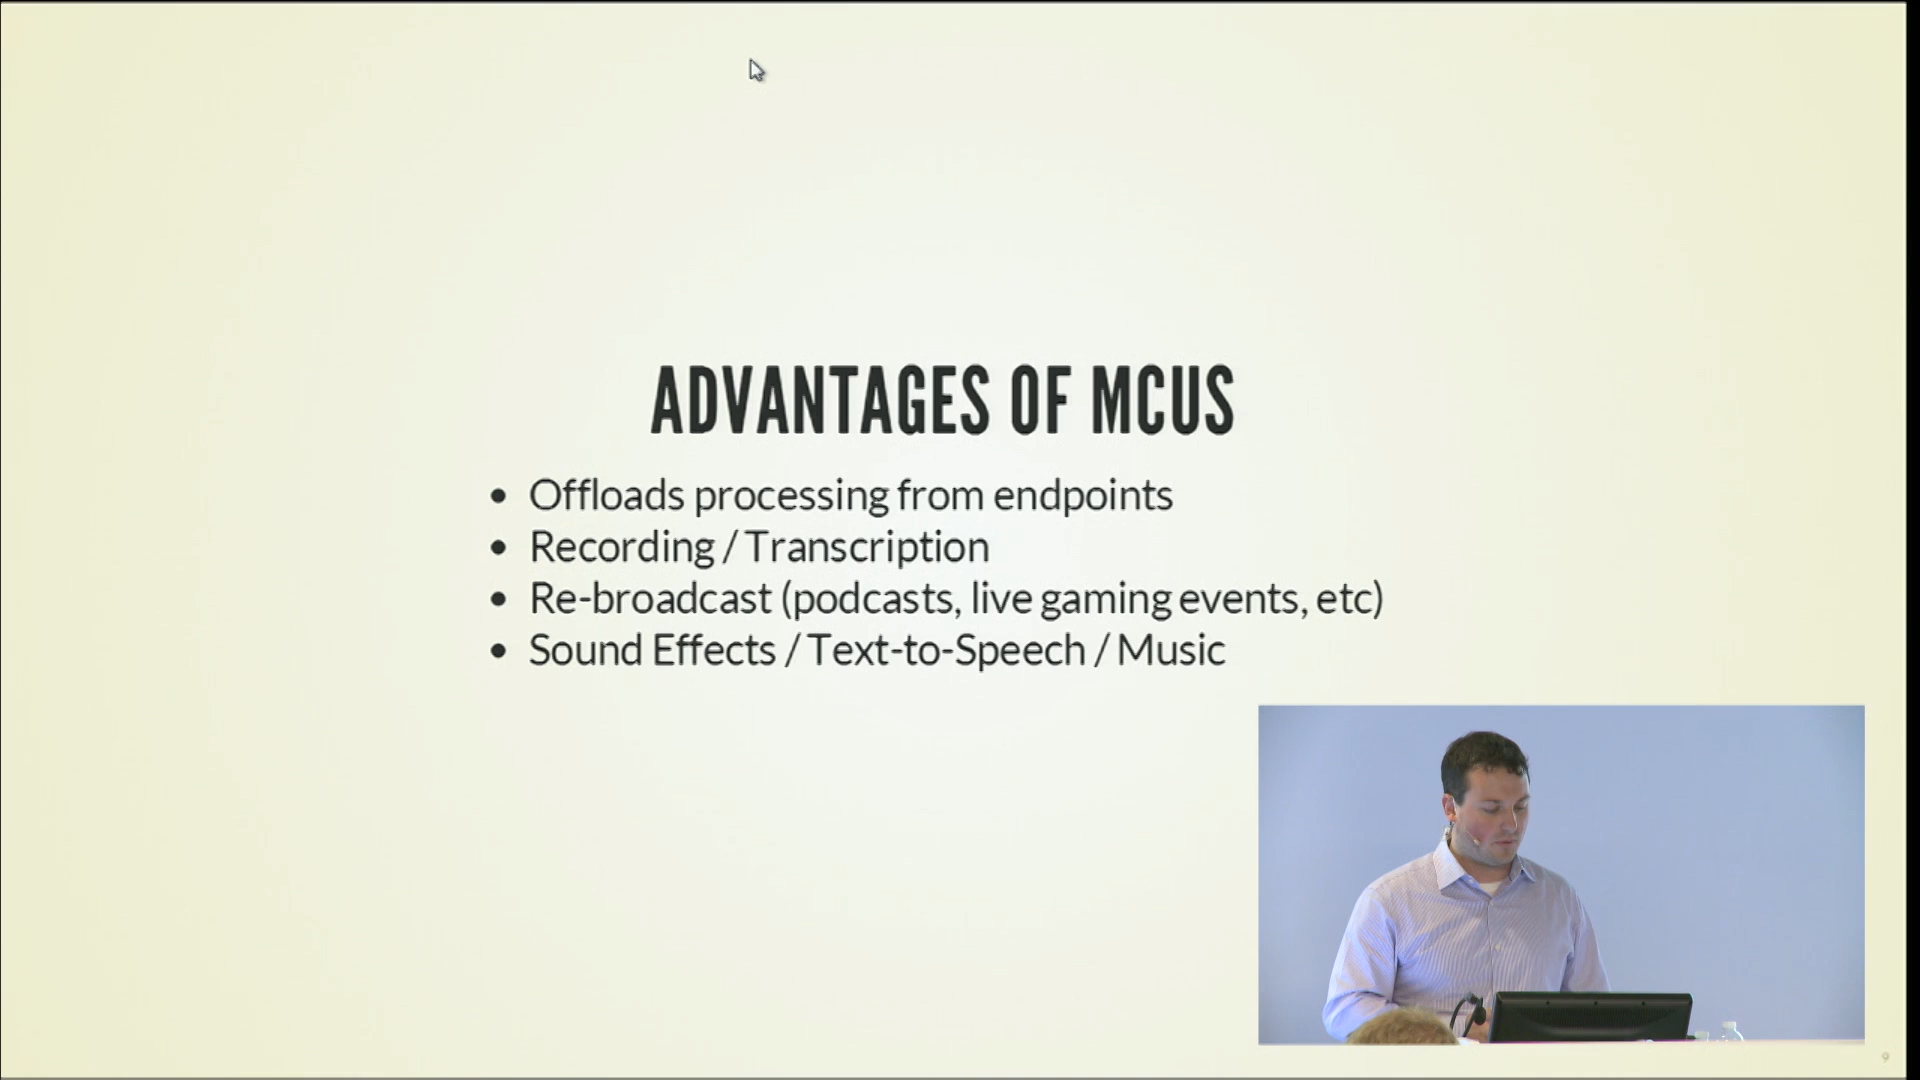 ADVANTAGES OF MCUS
• Offloads processing from endpoints
• Recording / Transcription
• Re-broadcast (podcasts, live gaming events, etc)
• Sound Effects / Text-to-Speech / Music
9